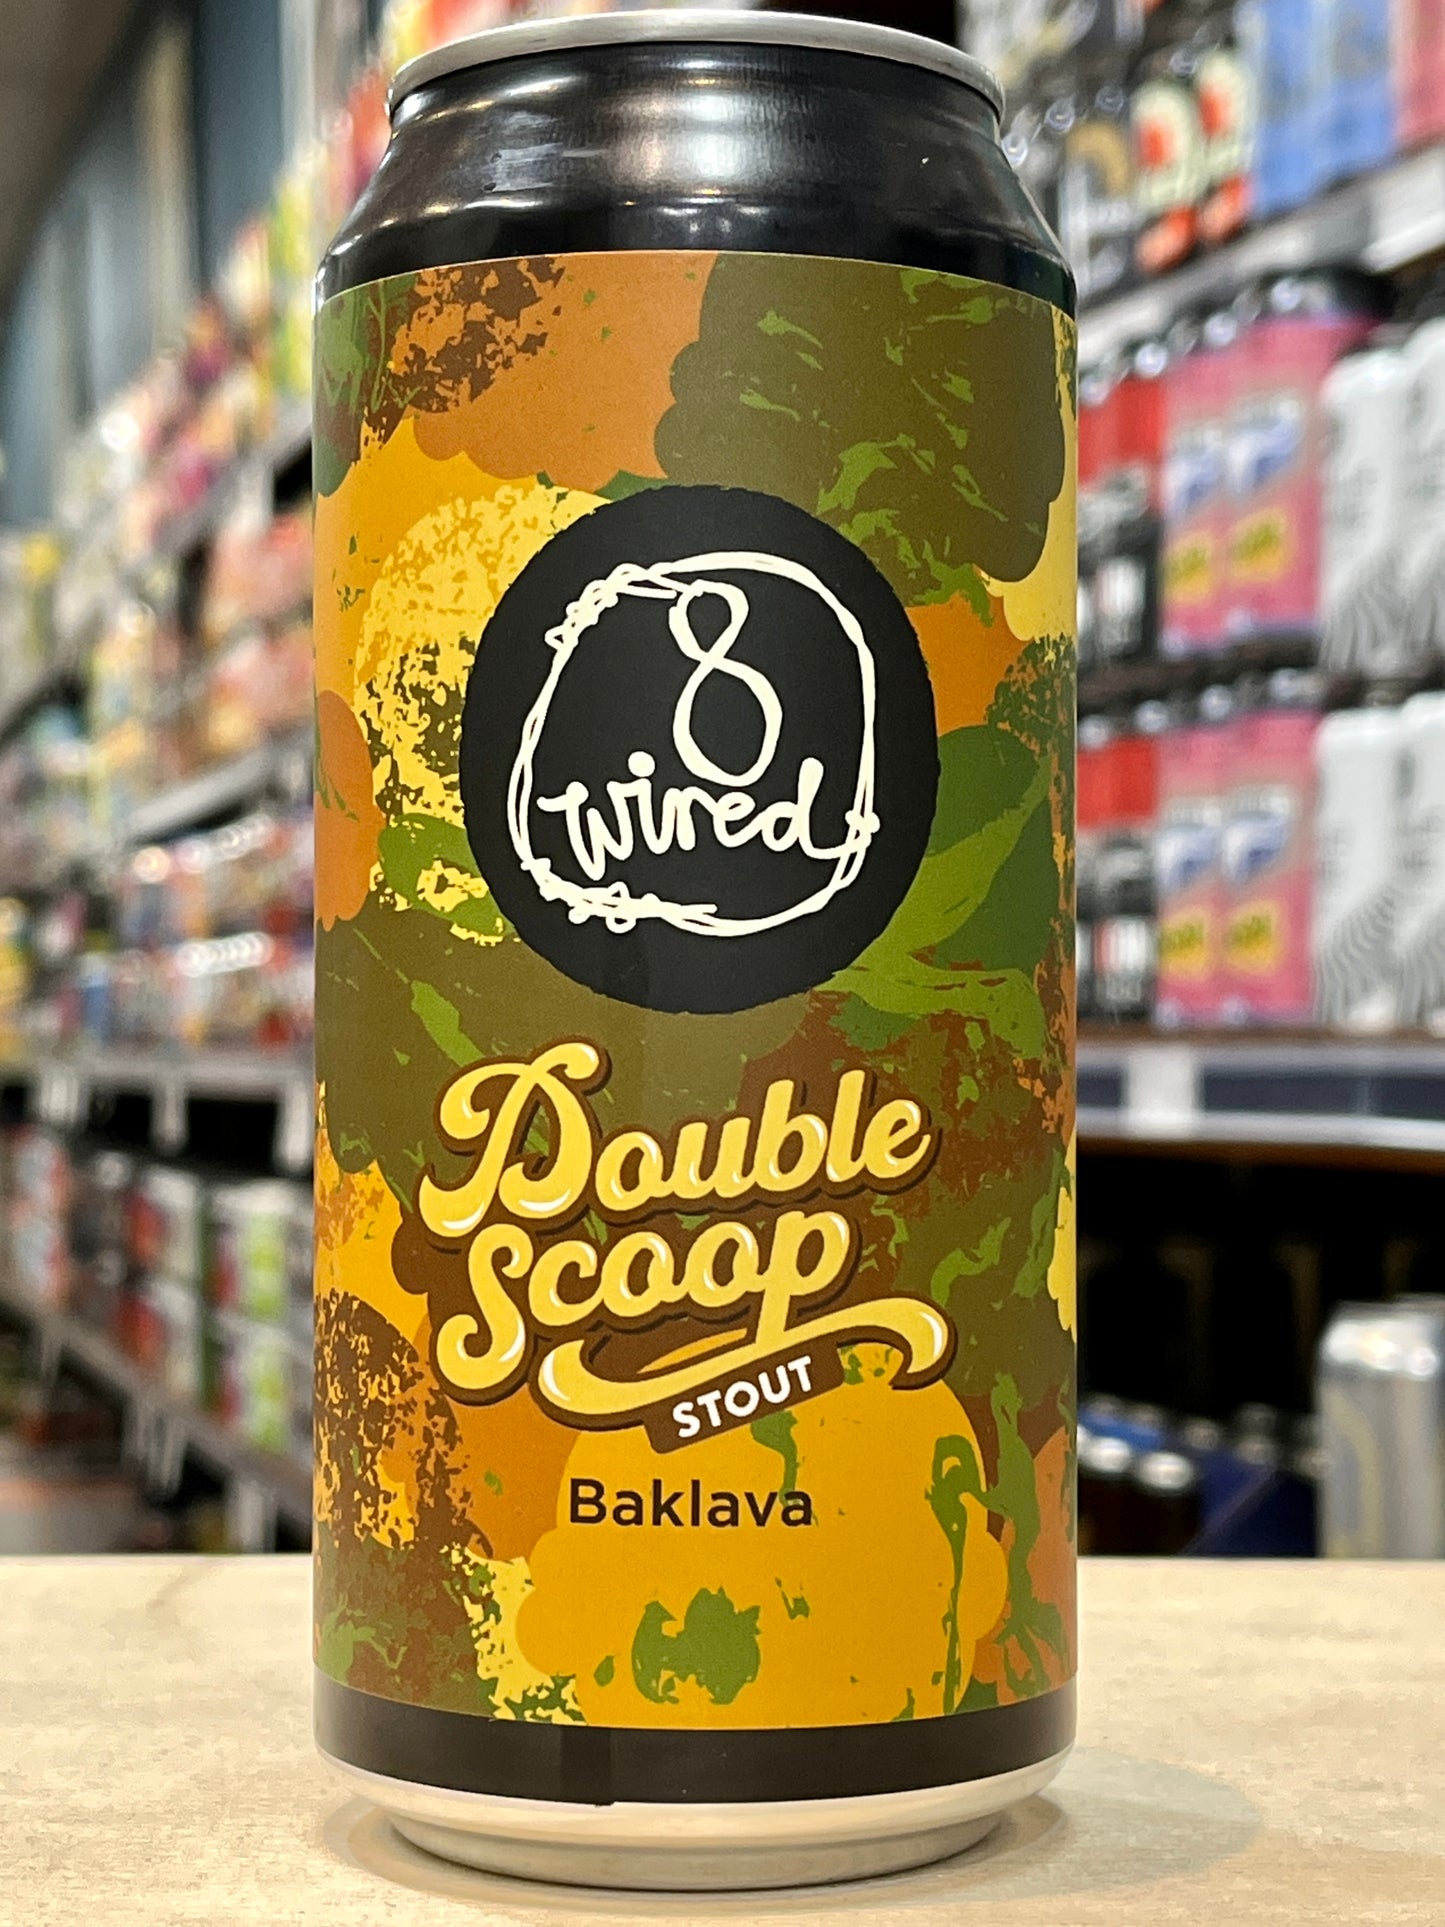 8
wired
Double
Scoop
STOUT
Baklava